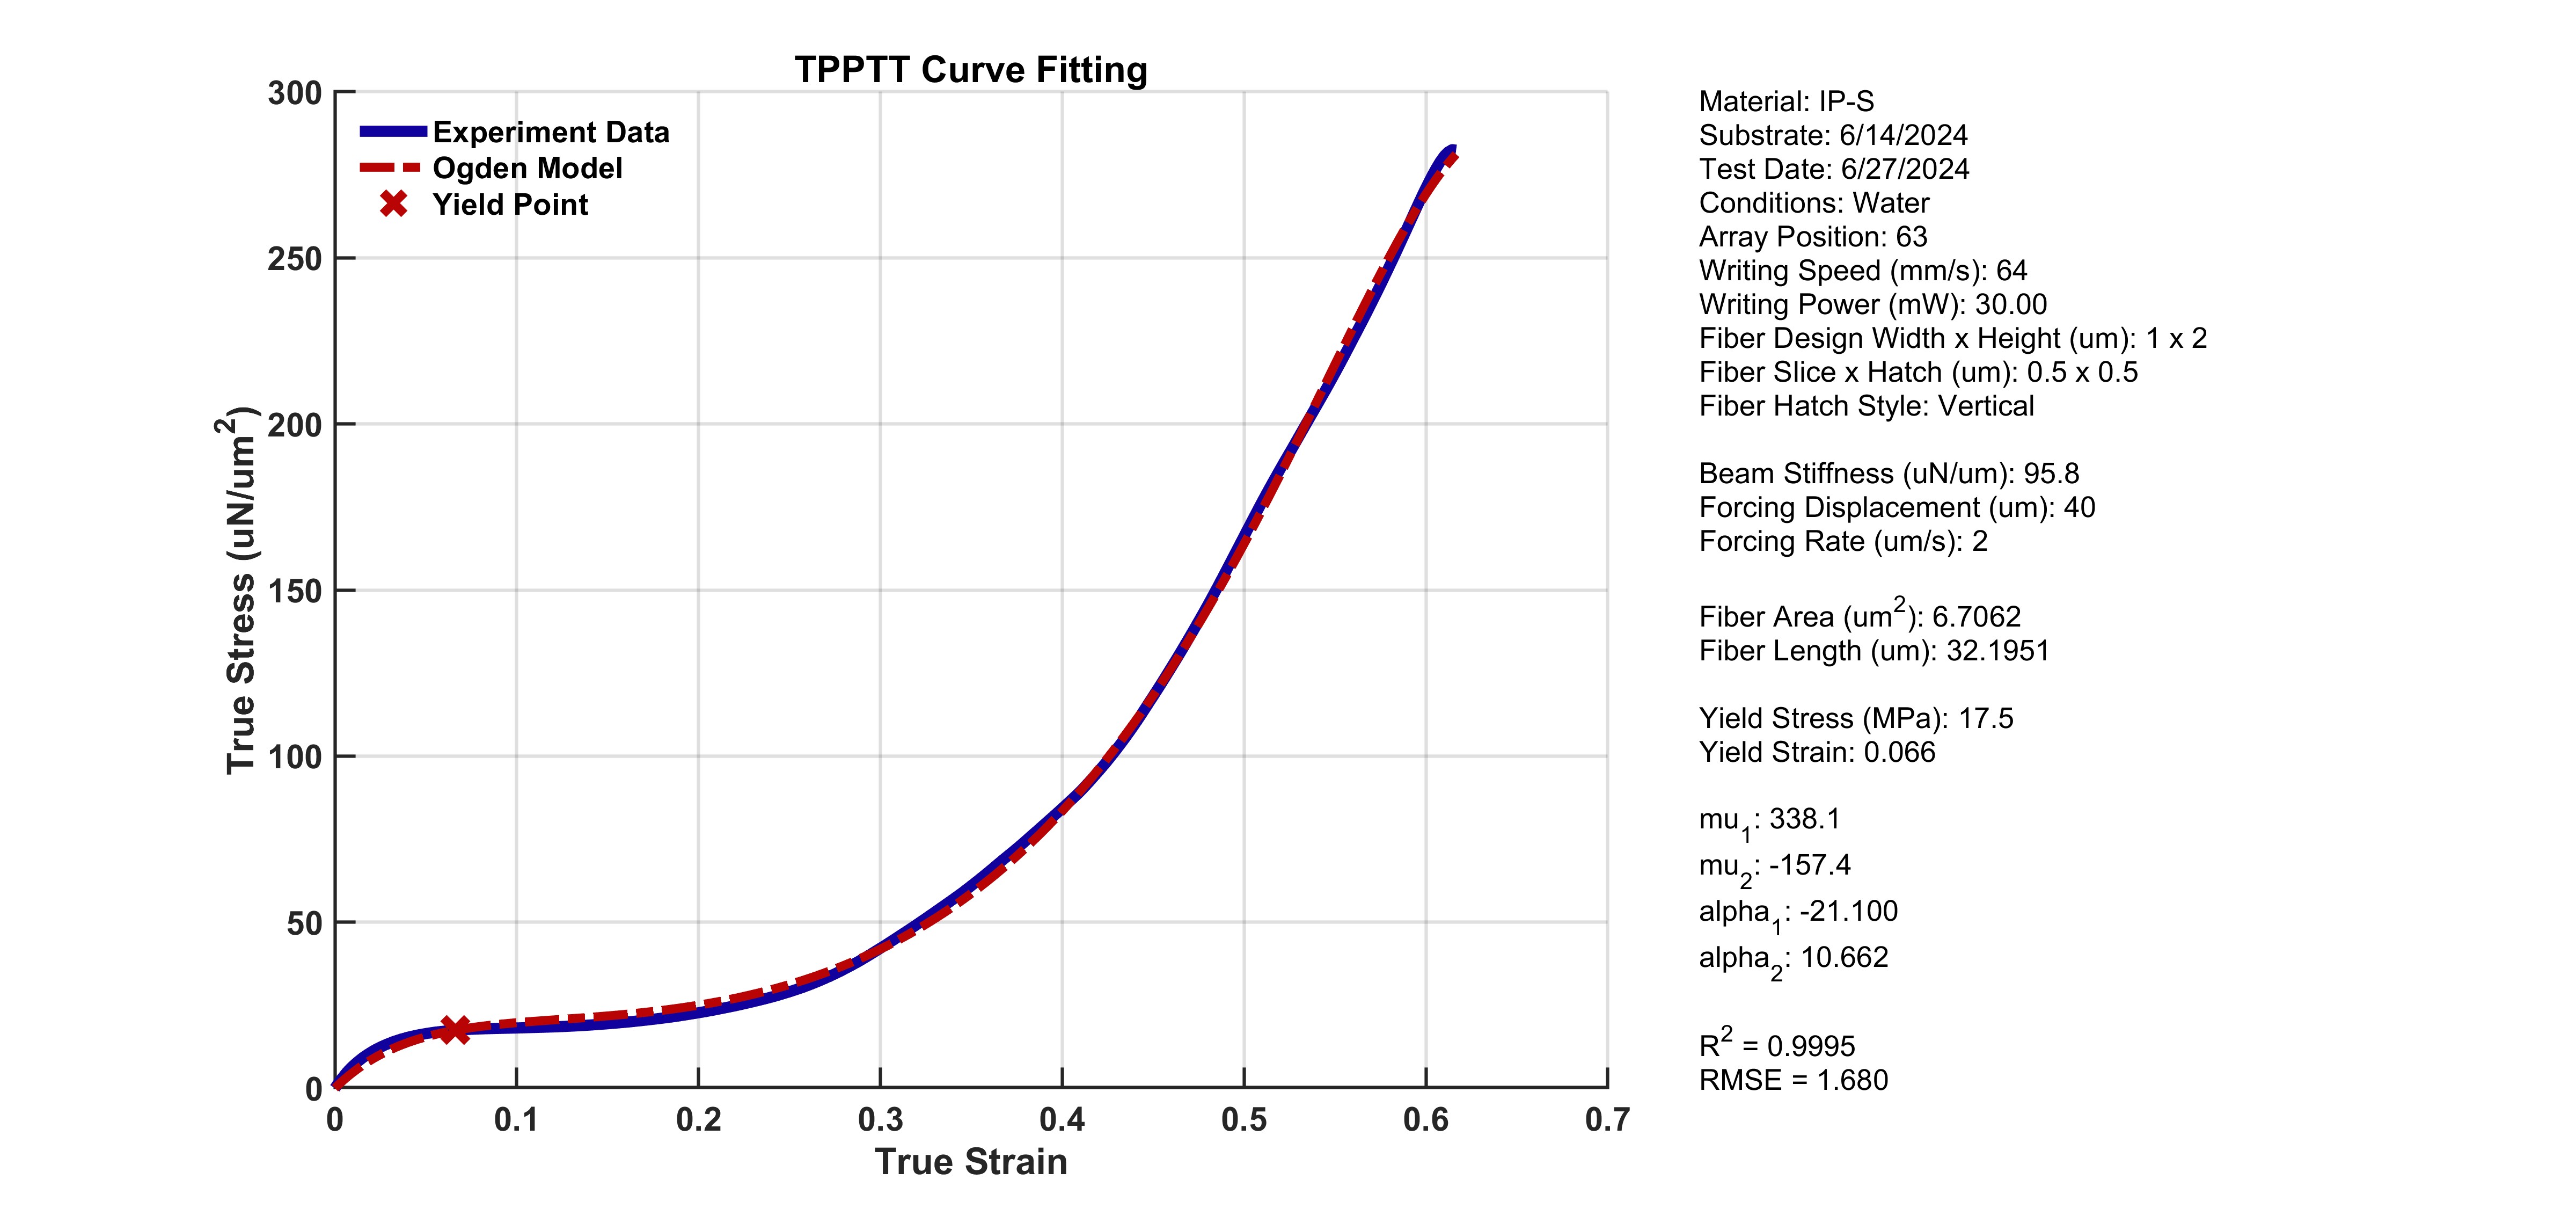 TPPTT Curve Fitting
300
250
200
150
100
50
0
0 0.1 0.2 0.3 0.4 0.5 0.6 0.7
True Strain
True Stress (uN/um²)
Experiment Data
Ogden Model
Yield Point
Material: IP-S
Substrate: 6/14/2024
Test Date: 6/27/2024
Conditions: Water
Array Position: 63
Writing Speed (mm/s): 64
Writing Power (mW): 30.00
Fiber Design Width x Height (um): 1 x 2
Fiber Slice x Hatch (um): 0.5 x 0.5
Fiber Hatch Style: Vertical
Beam Stiffness (uN/um): 95.8
Forcing Displacement (um): 40
Forcing Rate (um/s): 2
Fiber Area (um²): 6.7062
Fiber Length (um): 32.1951
Yield Stress (MPa): 17.5
Yield Strain: 0.066
mu₁: 338.1
mu₂: -157.4
alpha₁: -21.100
alpha₂: 10.662
R² = 0.9995
RMSE = 1.680